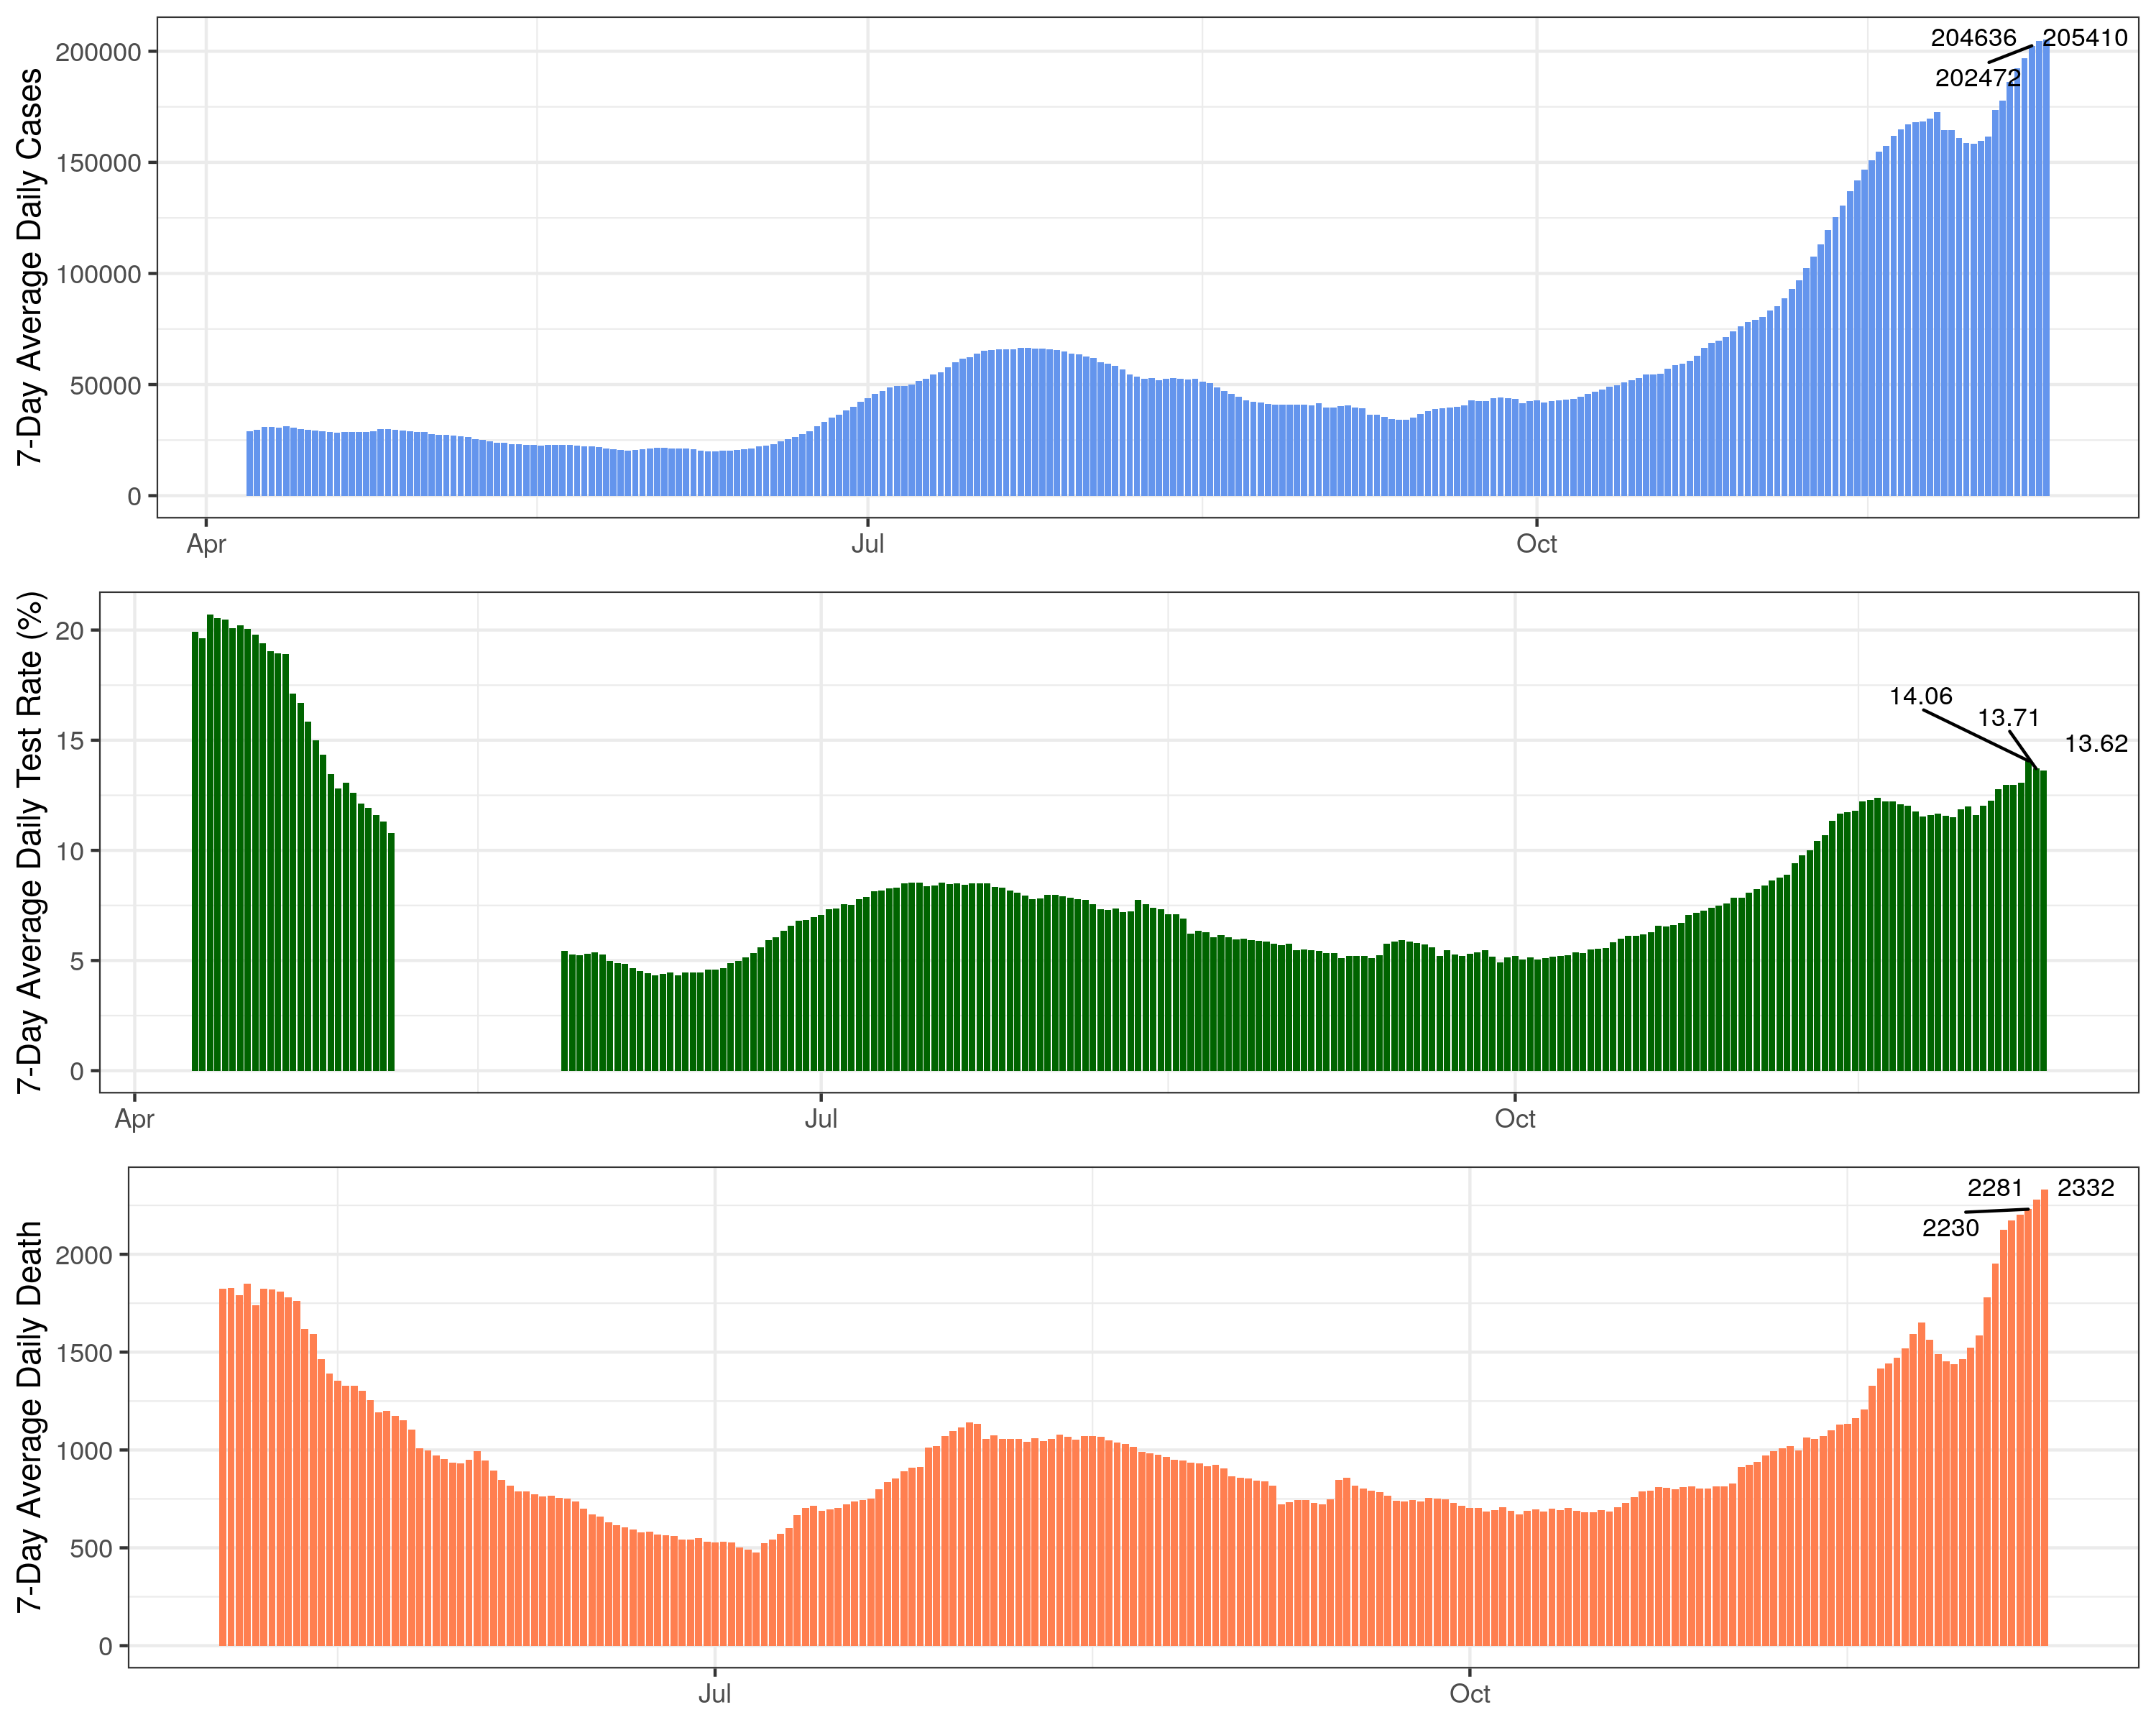 7-Day Average Daily Cases
200000
150000
100000
50000
0
204636
205410
202472
Apr
Jul
Oct
7-Day Average Daily Test Rate (%)
20
15
10
5
0
14.06
13.71
13.62
Apr
Jul
Oct
7-Day Average Daily Death
2000
1500
1000
500
0
2281
2332
2230
Jul
Oct